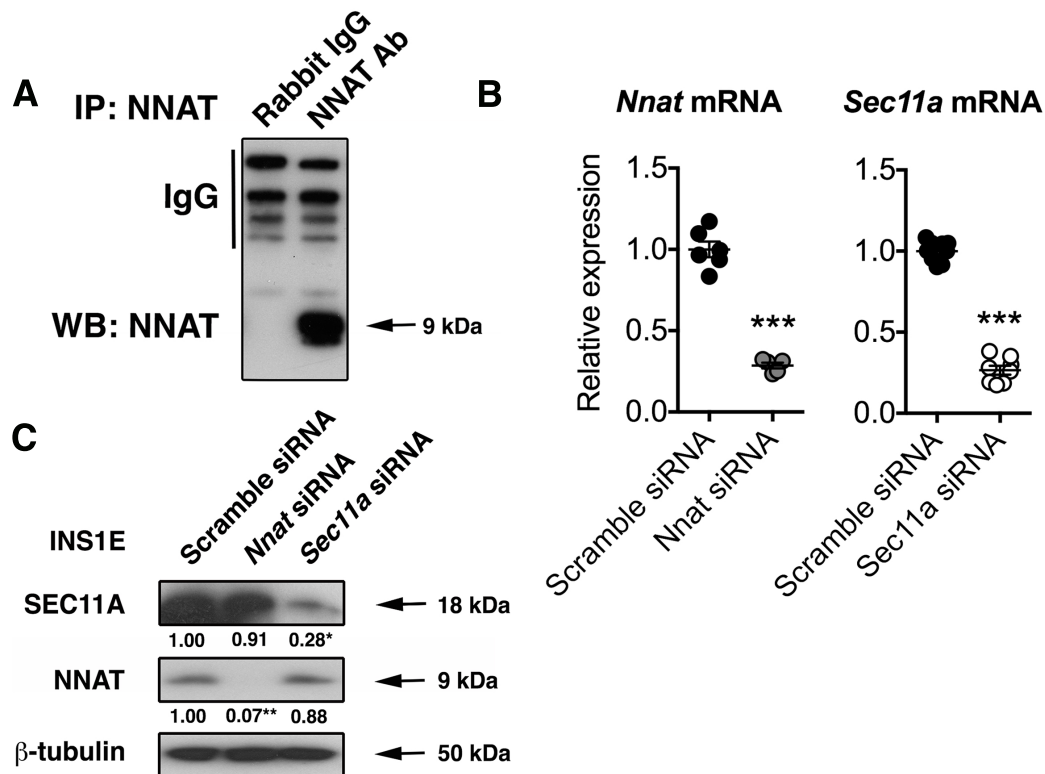 A
IP: NNAT
Rabbit IgG
NNAT Ab
IgG
WB: NNAT
9 kDa
B
Nnat mRNA
Sec11a mRNA
Relative expression
1.5
1.0
0.5
0.0
***
Scramble siRNA
Nnat siRNA
1.5
1.0
0.5
0.0
***
Scramble siRNA
Sec11a siRNA
C
INS1E
Scramble siRNA
Nnat siRNA
Sec11a siRNA
SEC11A
18 kDa
1.00 0.91 0.28*
NNAT
9 kDa
1.00 0.07** 0.88
β-tubulin
50 kDa